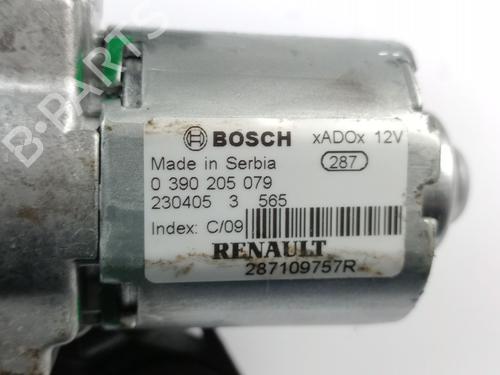 BOSCH xADOx 12V
Made in Serbia 287
0 390 205 079
230405 3 565
Index: C/09
RENAULT
287109757R
B-PARTS